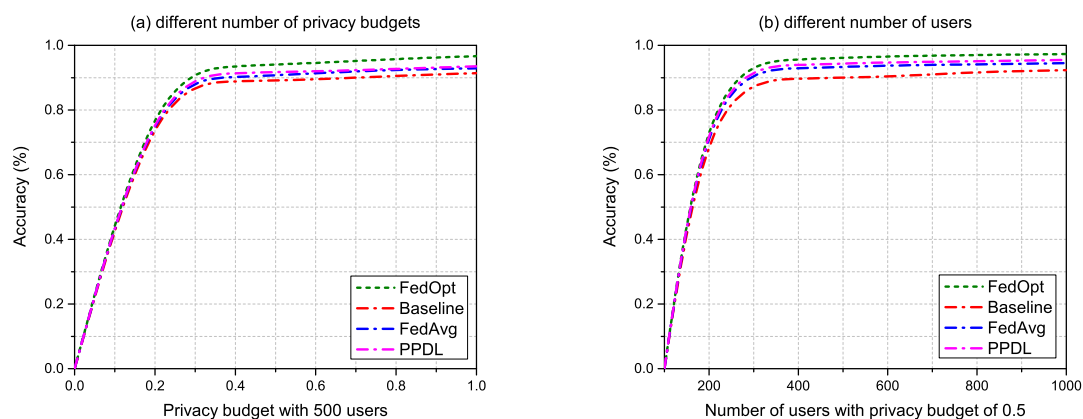 (a) different number of privacy budgets
Accuracy (%)
1.0
0.8
0.6
0.4
0.2
0.0
0.0 0.2 0.4 0.6 0.8 1.0
Privacy budget with 500 users
FedOpt
Baseline
FedAvg
PPDL
(b) different number of users
Accuracy (%)
1.0
0.8
0.6
0.4
0.2
0.0
200 400 600 800 1000
Number of users with privacy budget of 0.5
FedOpt
Baseline
FedAvg
PPDL